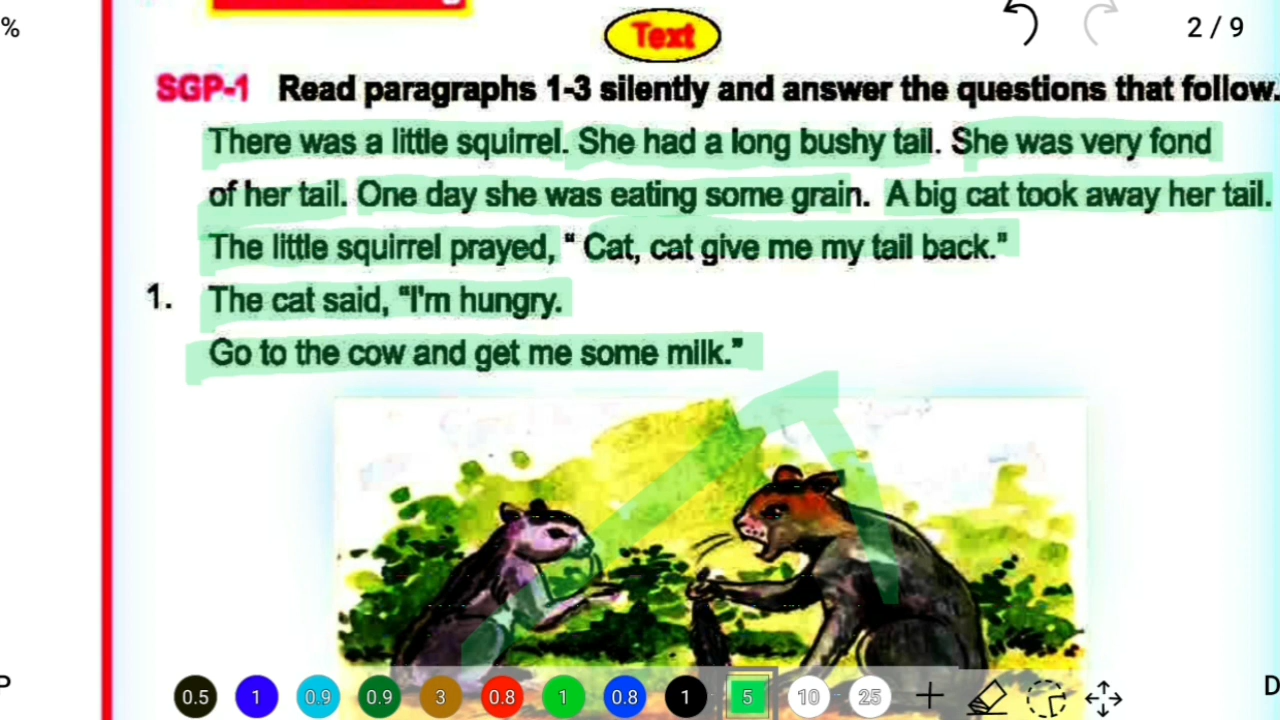 %
2 / 9
Text
SGP-1 Read paragraphs 1-3 silently and answer the questions that follow.
There was a little squirrel. She had a long bushy tail. She was very fond
of her tail. One day she was eating some grain. A big cat took away her tail.
The little squirrel prayed, “ Cat, cat give me my tail back.”
1. The cat said, “I'm hungry.
Go to the cow and get me some milk.”
P
D
0.5 1 0.9 0.9 3 0.8 1 0.8 1 5 10 25